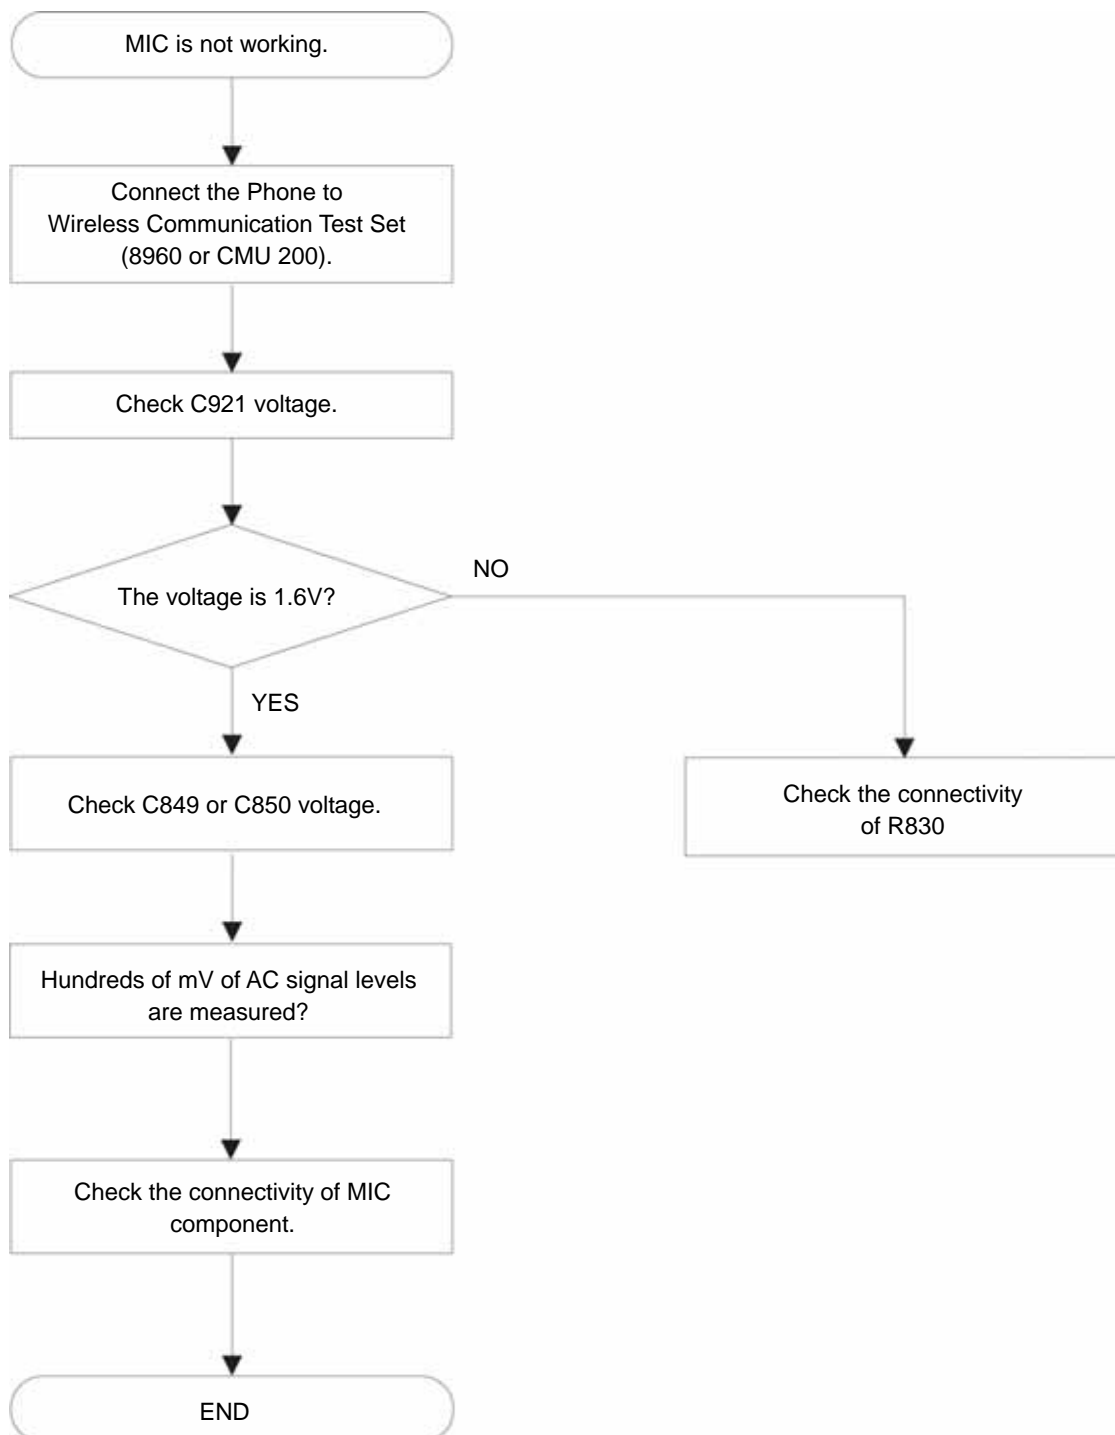 MIC is not working.
Connect the Phone to
Wireless Communication Test Set
(8960 or CMU 200).
Check C921 voltage.
The voltage is 1.6V?
NO
YES
Check C849 or C850 voltage.
Check the connectivity
of R830
Hundreds of mV of AC signal levels
are measured?
Check the connectivity of MIC
component.
END